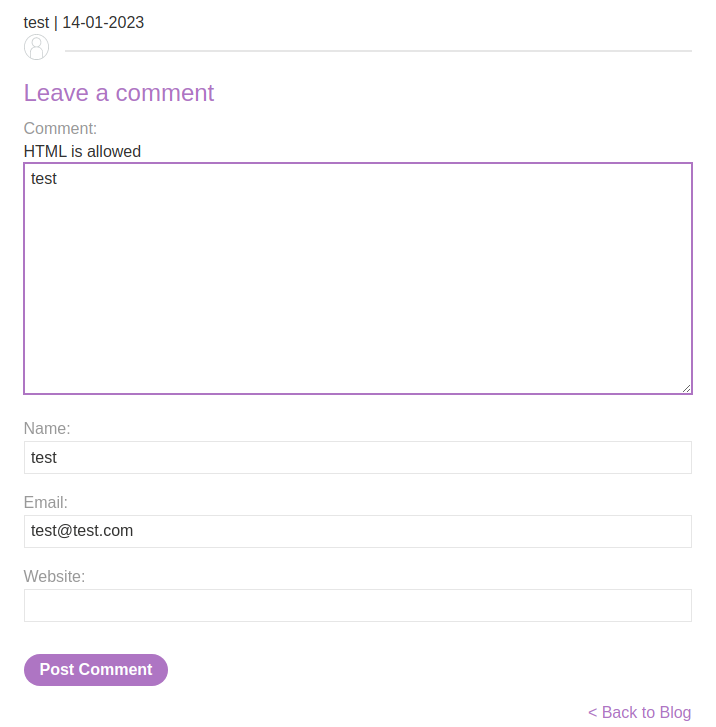 test | 14-01-2023
Leave a comment
Comment:
HTML is allowed
test
Name:
test
Email:
test@test.com
Website:
Post Comment
< Back to Blog